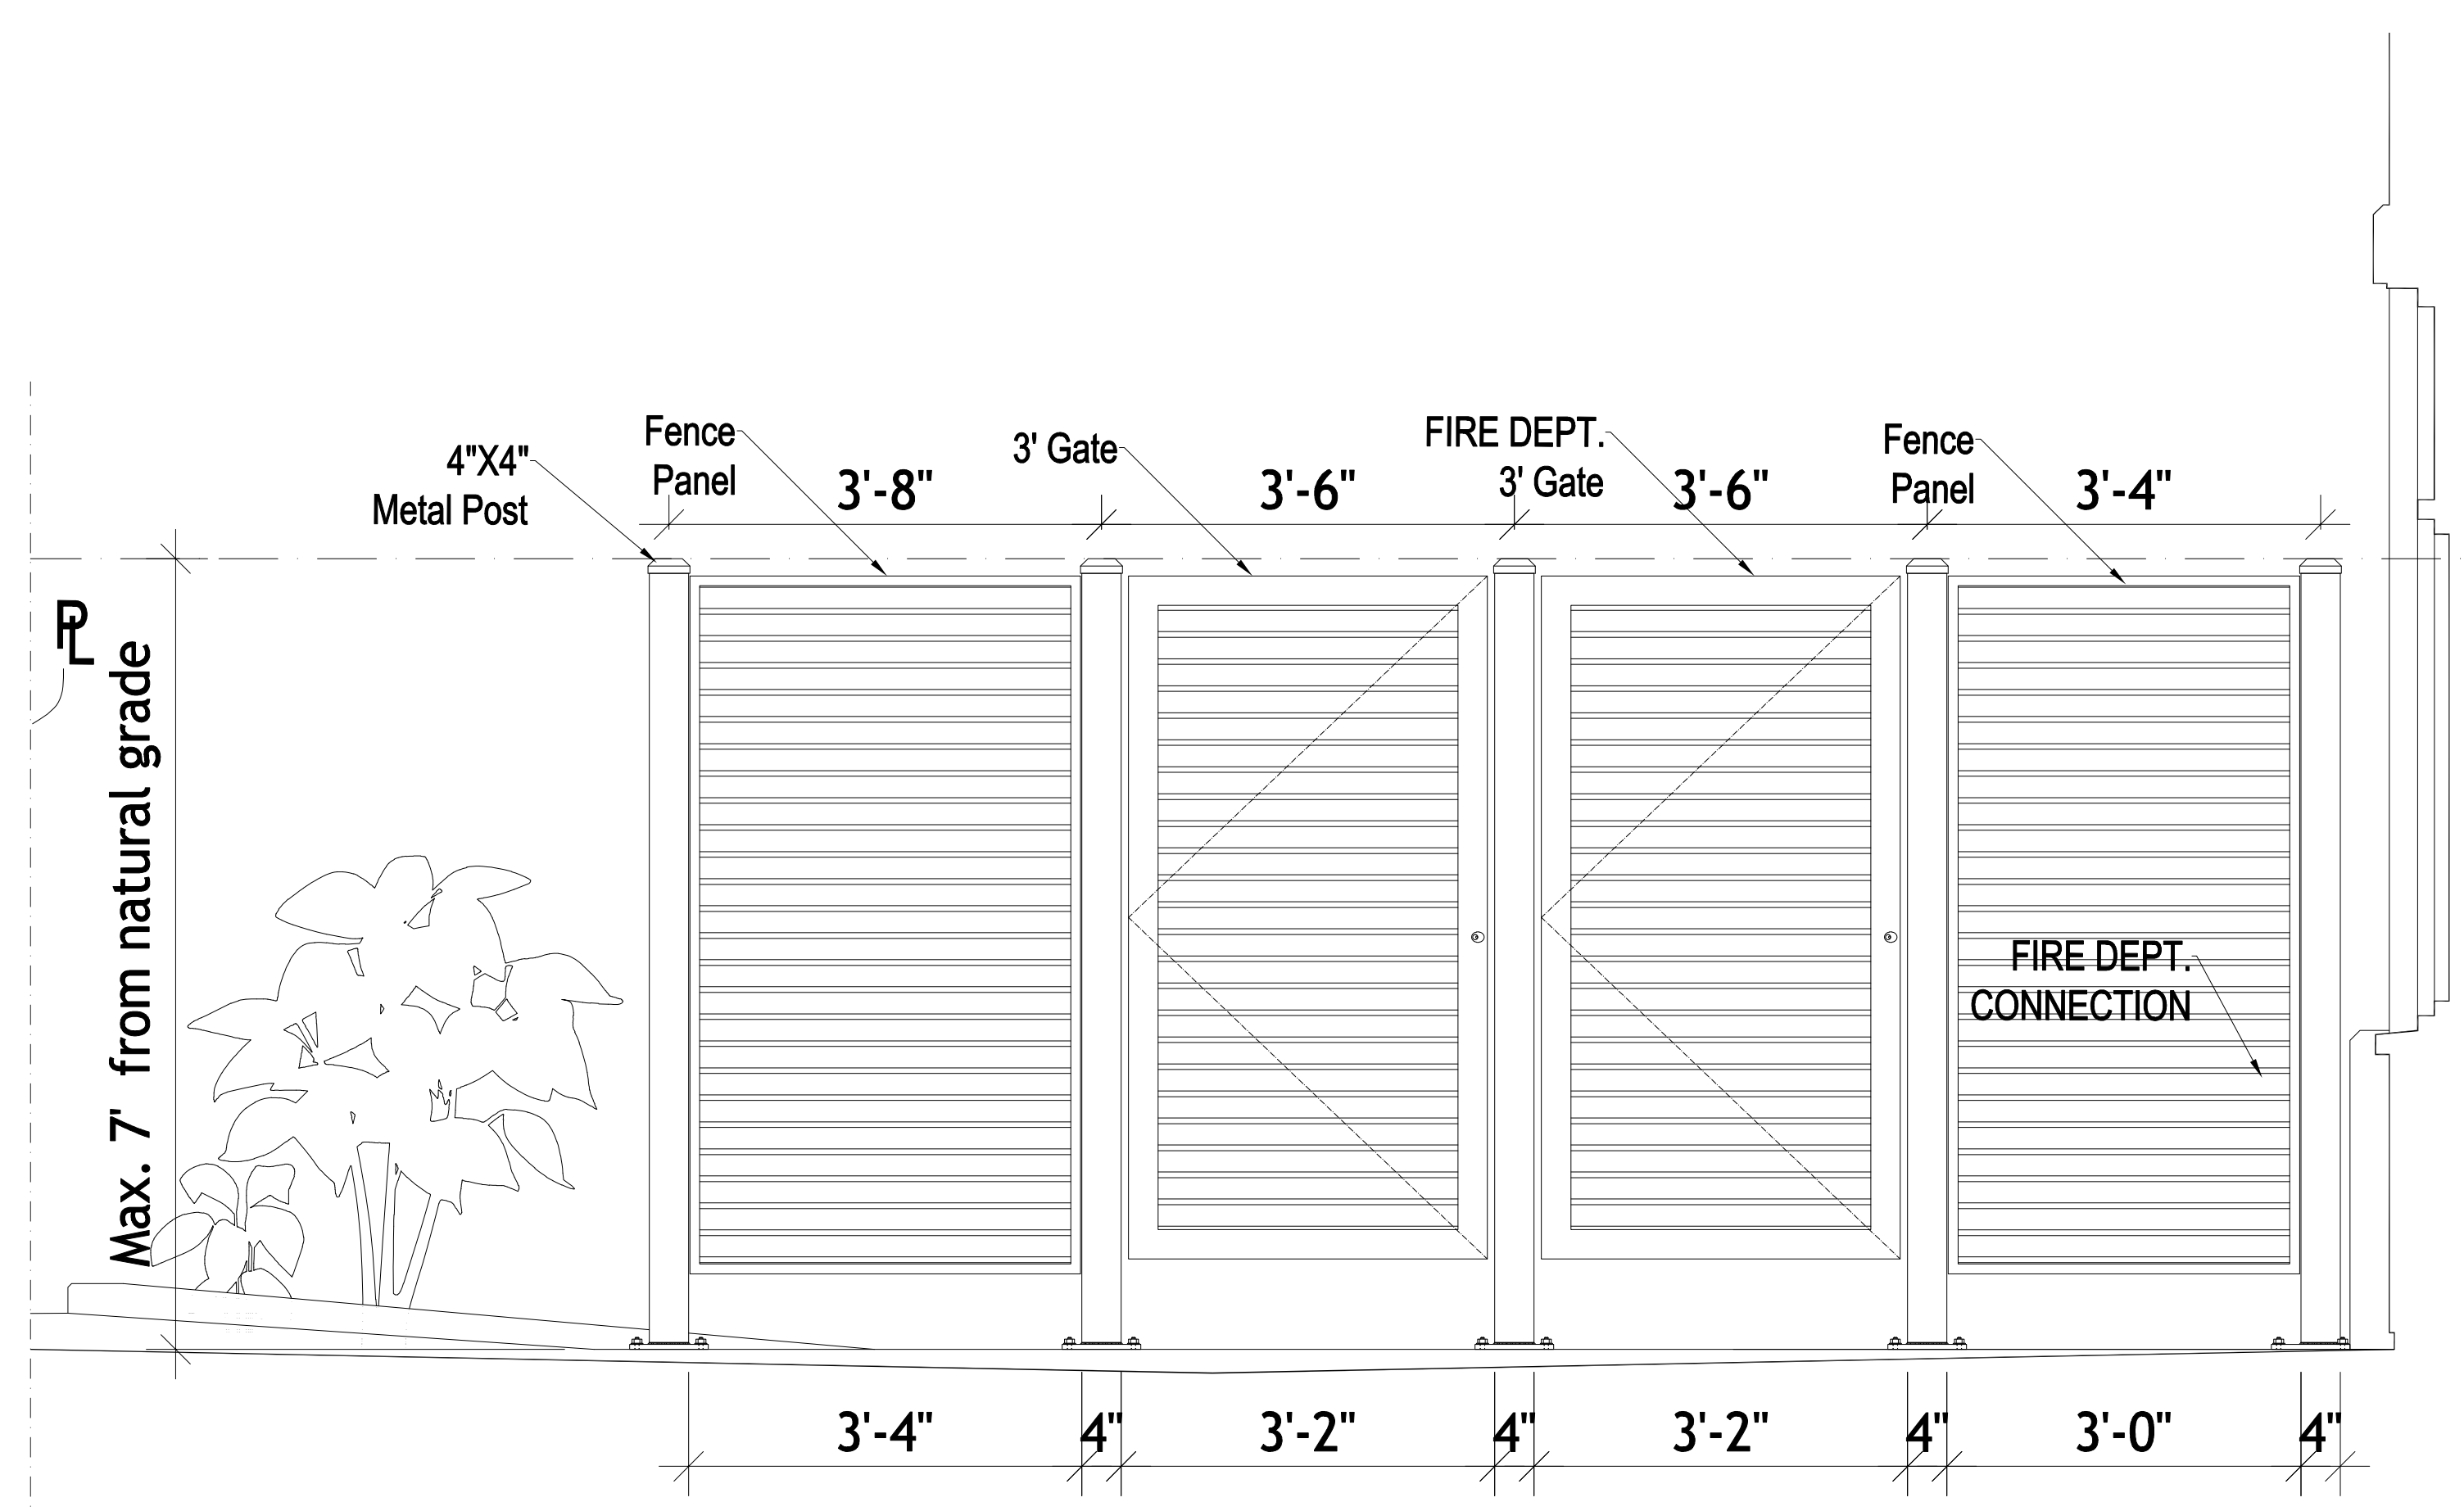 Fence
Panel
4"X4"
Metal Post
3'-8"
3' Gate
3'-6"
FIRE DEPT.
3' Gate
3'-6"
Fence
Panel
3'-4"
PL
Max. 7' from natural grade
FIRE DEPT.
CONNECTION
3'-4"
4"
3'-2"
4"
3'-2"
4"
3'-0"
4"